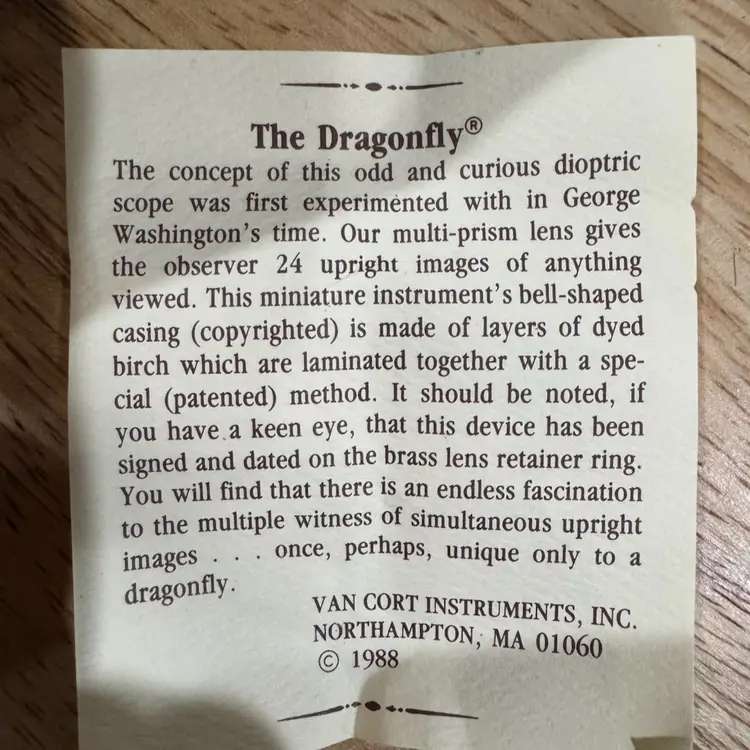 The Dragonfly®
The concept of this odd and curious dioptric
scope was first experimented with in George
Washington's time. Our multi-prism lens gives
the observer 24 upright images of anything
viewed. This miniature instrument's bell-shaped
casing (copyrighted) is made of layers of dyed
birch which are laminated together with a spe-
cial (patented) method. It should be noted, if
you have a keen eye, that this device has been
signed and dated on the brass lens retainer ring.
You will find that there is an endless fascination
to the multiple witness of simultaneous upright
images . . . once, perhaps, unique only to a
dragonfly.
VAN CORT INSTRUMENTS, INC.
NORTHAMPTON, MA 01060
© 1988